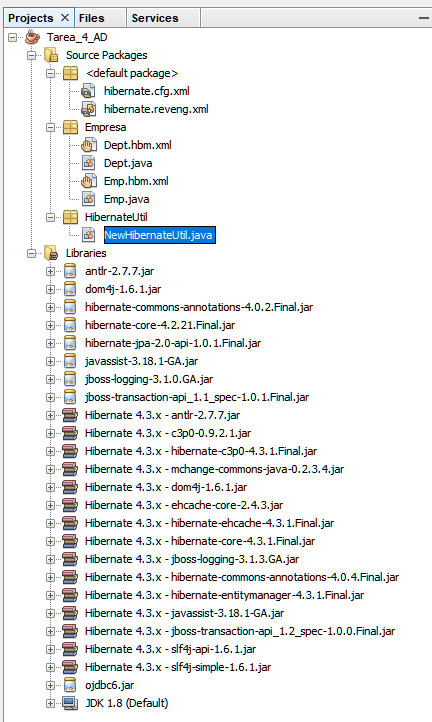 Projects
Files
Services
Tarea_4_AD
Source Packages
<default package>
hibernate.cfg.xml
hibernate.reveng.xml
Empresa
Dept.hbm.xml
Dept.java
Emp.hbm.xml
Emp.java
HibernateUtil
NewHibernateUtil.java
Libraries
antlr-2.7.7.jar
dom4j-1.6.1.jar
hibernate-commons-annotations-4.0.2.Final.jar
hibernate-core-4.2.21.Final.jar
hibernate-jpa-2.0-api-1.0.1.Final.jar
javassist-3.18.1-GA.jar
jboss-logging-3.1.0.GA.jar
jboss-transaction-api_1.1_spec-1.0.1.Final.jar
Hibernate 4.3.x - antlr-2.7.7.jar
Hibernate 4.3.x - c3p0-0.9.2.1.jar
Hibernate 4.3.x - hibernate-c3p0-4.3.1.Final.jar
Hibernate 4.3.x - mchange-commons-java-0.2.3.4.jar
Hibernate 4.3.x - dom4j-1.6.1.jar
Hibernate 4.3.x - ehcache-core-2.4.3.jar
Hibernate 4.3.x - hibernate-ehcache-4.3.1.Final.jar
Hibernate 4.3.x - hibernate-core-4.3.1.Final.jar
Hibernate 4.3.x - jboss-logging-3.1.3.GA.jar
Hibernate 4.3.x - hibernate-commons-annotations-4.0.4.Final.jar
Hibernate 4.3.x - hibernate-entitymanager-4.3.1.Final.jar
Hibernate 4.3.x - javassist-3.18.1-GA.jar
Hibernate 4.3.x - jboss-transaction-api_1.2_spec-1.0.0.Final.jar
Hibernate 4.3.x - slf4j-api-1.6.1.jar
Hibernate 4.3.x - slf4j-simple-1.6.1.jar
ojdbc6.jar
JDK 1.8 (Default)